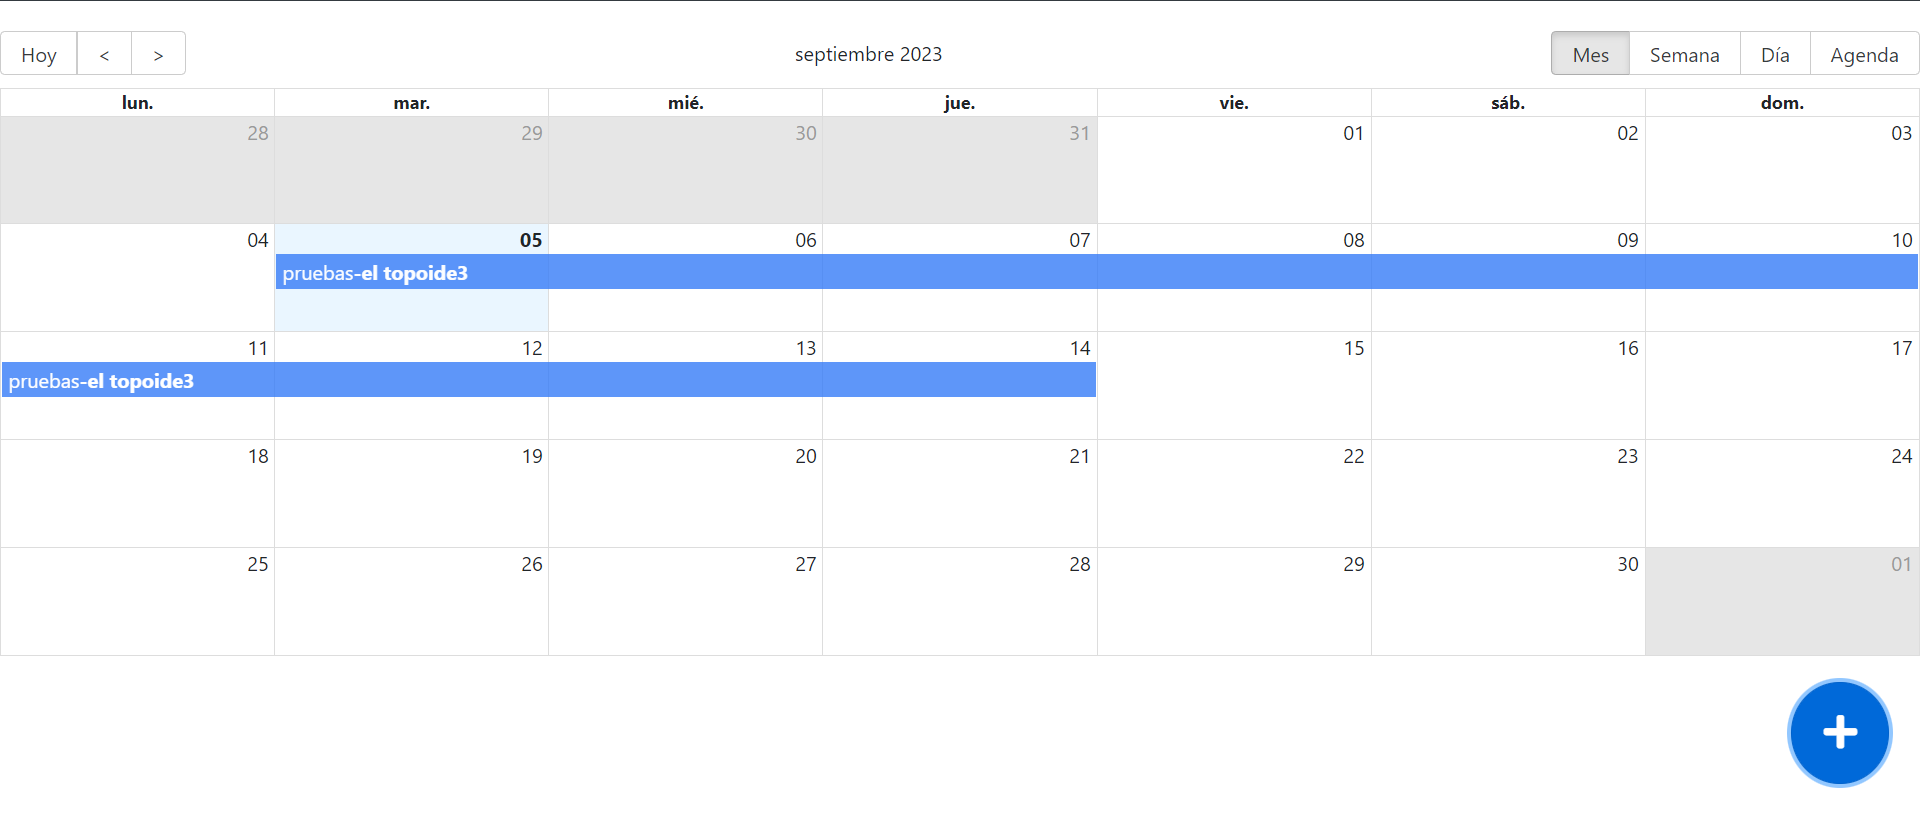 Hoy < > septiembre 2023 Mes Semana Día Agenda
lun. mar. mié. jue. vie. sáb. dom.
28 29 30 31 01 02 03
04 05 06 07 08 09 10
pruebas-el topoide3
11 12 13 14 15 16 17
pruebas-el topoide3
18 19 20 21 22 23 24
25 26 27 28 29 30 01